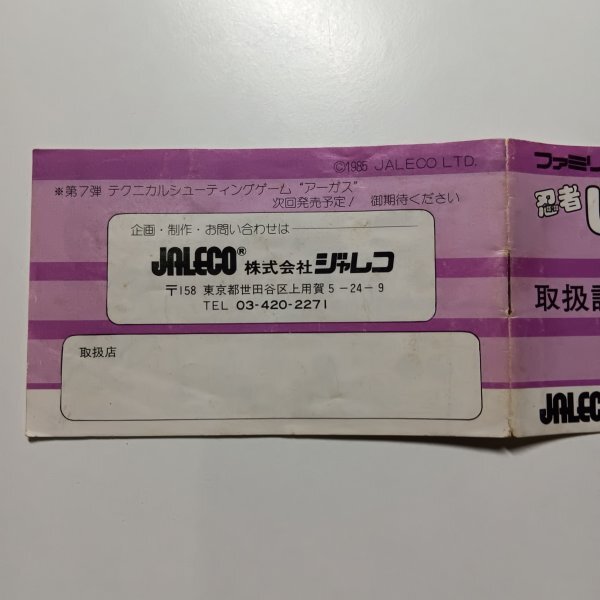 ©1985 JALECO LTD.
※第7弾 テクニカルシューティングゲーム "アーガス"
次回発売予定! 御期待ください
企画・制作・お問い合わせは
JALECO® 株式会社ジャレコ
〒158 東京都世田谷区上用賀5-24-9
TEL 03-420-2271
取扱店
ファミリ
忍者
取扱
JALECO